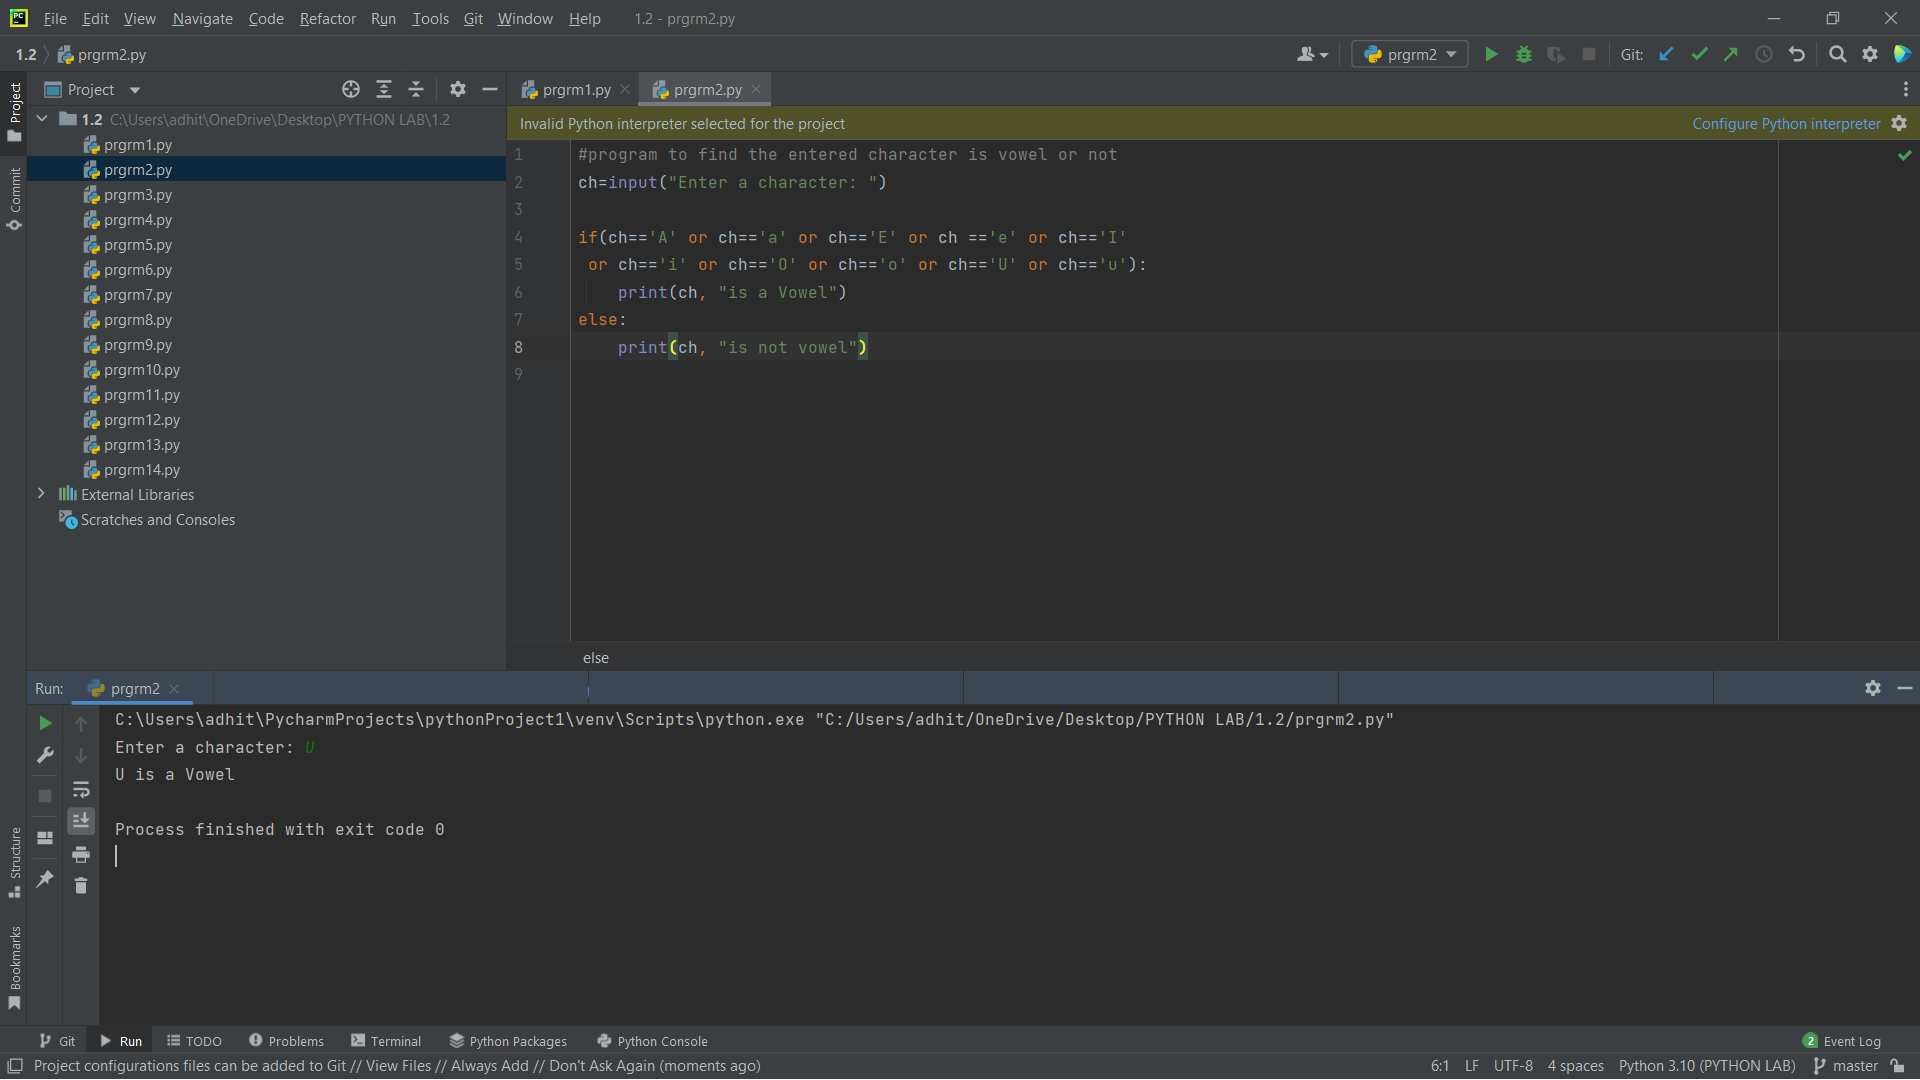 File Edit View Navigate Code Refactor Run Tools Git Window Help 1.2 - prgrm2.py
1.2 prgrm2.py
prgrm2 Git:
Project
prgrm1.py prgrm2.py
1.2 C:\Users\adhit\OneDrive\Desktop\PYTHON LAB\1.2
prgrm1.py
prgrm2.py
prgrm3.py
prgrm4.py
prgrm5.py
prgrm6.py
prgrm7.py
prgrm8.py
prgrm9.py
prgrm10.py
prgrm11.py
prgrm12.py
prgrm13.py
prgrm14.py
External Libraries
Scratches and Consoles
Project
Commit
Structure
Bookmarks
Invalid Python interpreter selected for the project Configure Python interpreter
1 #program to find the entered character is vowel or not
2 ch=input("Enter a character: ")
3
4 if(ch=='A' or ch=='a' or ch=='E' or ch =='e' or ch=='I'
5 or ch=='i' or ch=='O' or ch=='o' or ch=='U' or ch=='u'):
6 print(ch, "is a Vowel")
7 else:
8 print(ch, "is not vowel")
9
else
Run: prgrm2
C:\Users\adhit\PycharmProjects\pythonProject1\venv\Scripts\python.exe "C:/Users/adhit/OneDrive/Desktop/PYTHON LAB/1.2/prgrm2.py"
Enter a character: U
U is a Vowel
Process finished with exit code 0
Git Run TODO Problems Terminal Python Packages Python Console 2 Event Log
Project configurations files can be added to Git // View Files // Always Add // Don't Ask Again (moments ago) 6:1 LF UTF-8 4 spaces Python 3.10 (PYTHON LAB) master